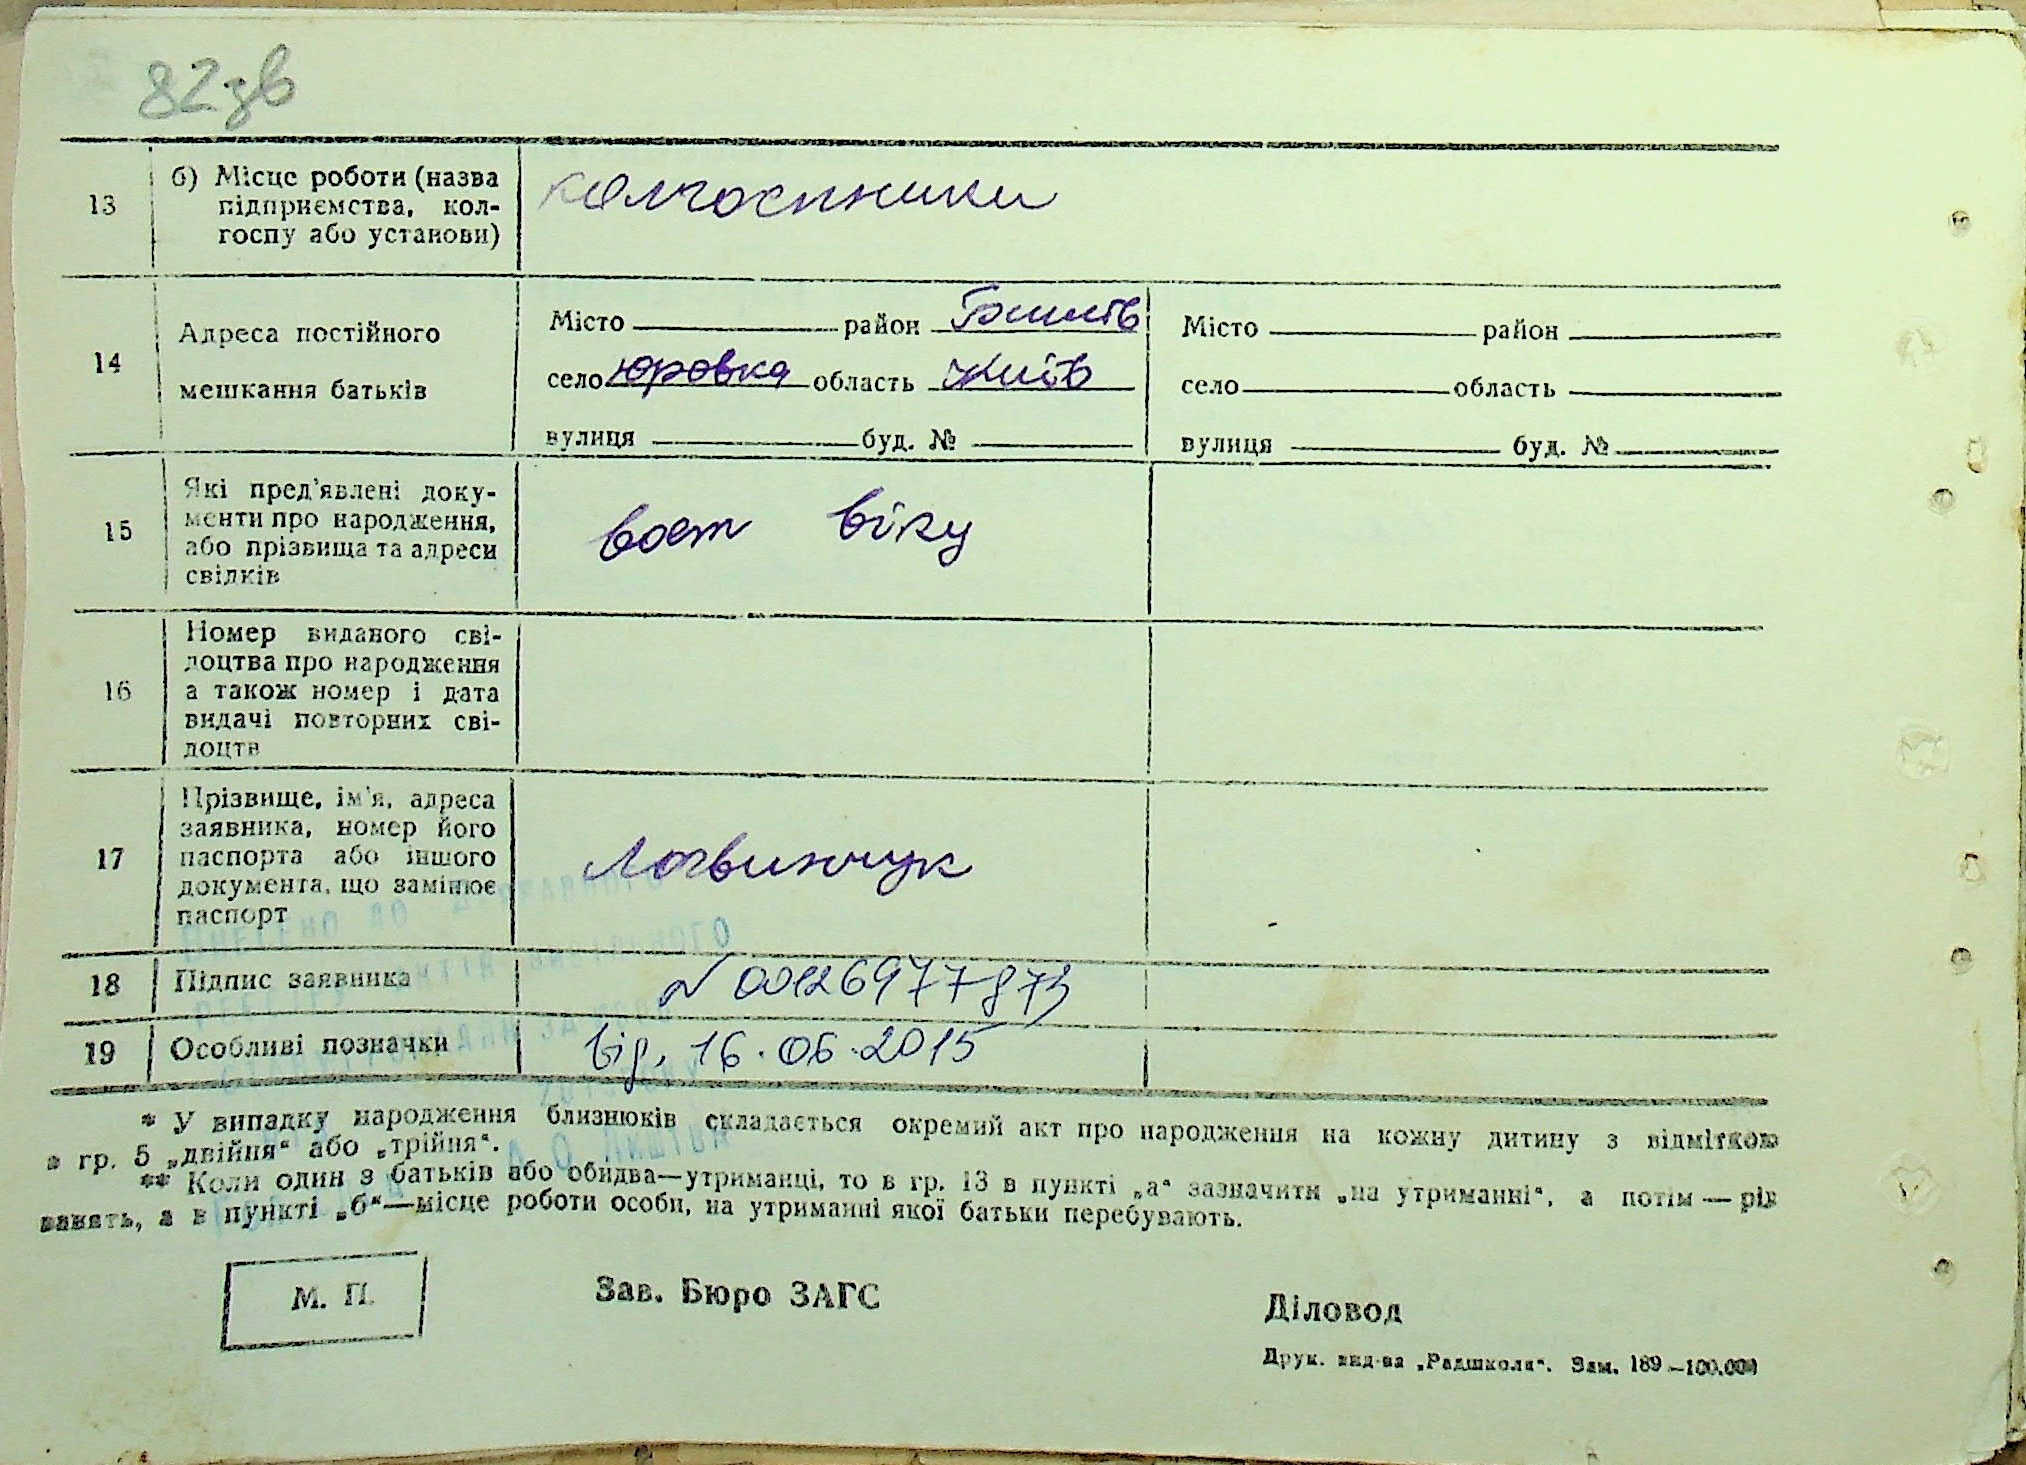 82зв
13 б) Місце роботи (назва
підприємства, кол-
госпу або установи)
колгоспники
14 Адреса постійного
мешкання батьків
Місто район
село Юровка область Київ
вулиця буд. №
Місто район
село область
вулиця буд. №
15 Які пред'явлені доку-
менти про народження,
або прізвища та адреси
свідків
віку
16 Номер виданого сві-
доцтва про народження
а також номер і дата
видачі повторних сві-
доцтв
17 Прізвище, ім'я, адреса
заявника, номер його
паспорта або іншого
документа, що замінює
паспорт
Логвинчук
18 Підпис заявника
19 Особливі позначки
від. 16.06.2015
* У випадку народження близнюків складається окремий акт про народження на кожну дитину з відміткою
в гр. 5 „двійня“ або „трійня“.
** Коли один з батьків або обидва—утриманці, то в гр. 13 в пункті „а“ зазначити „на утриманні“, а потім — рід
занять, а в пункті „б“—місце роботи особи, на утриманні якої батьки перебувають.
М. П.
Зав. Бюро ЗАГС
Діловод
Друк. вид-ва „Радшкола“. Зам. 189—100.000